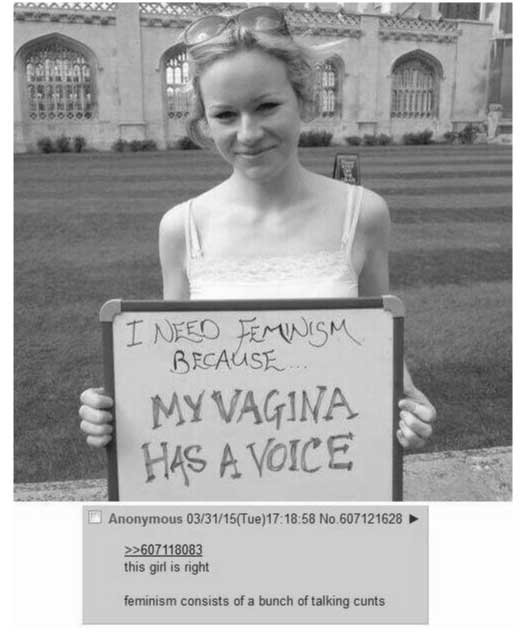 I NEED FEMINISM
BECAUSE...
MY VAGINA
HAS A VOICE
Anonymous 03/31/15(Tue)17:18:58 No.607121628 ▶
>>607118083
this girl is right
feminism consists of a bunch of talking cunts